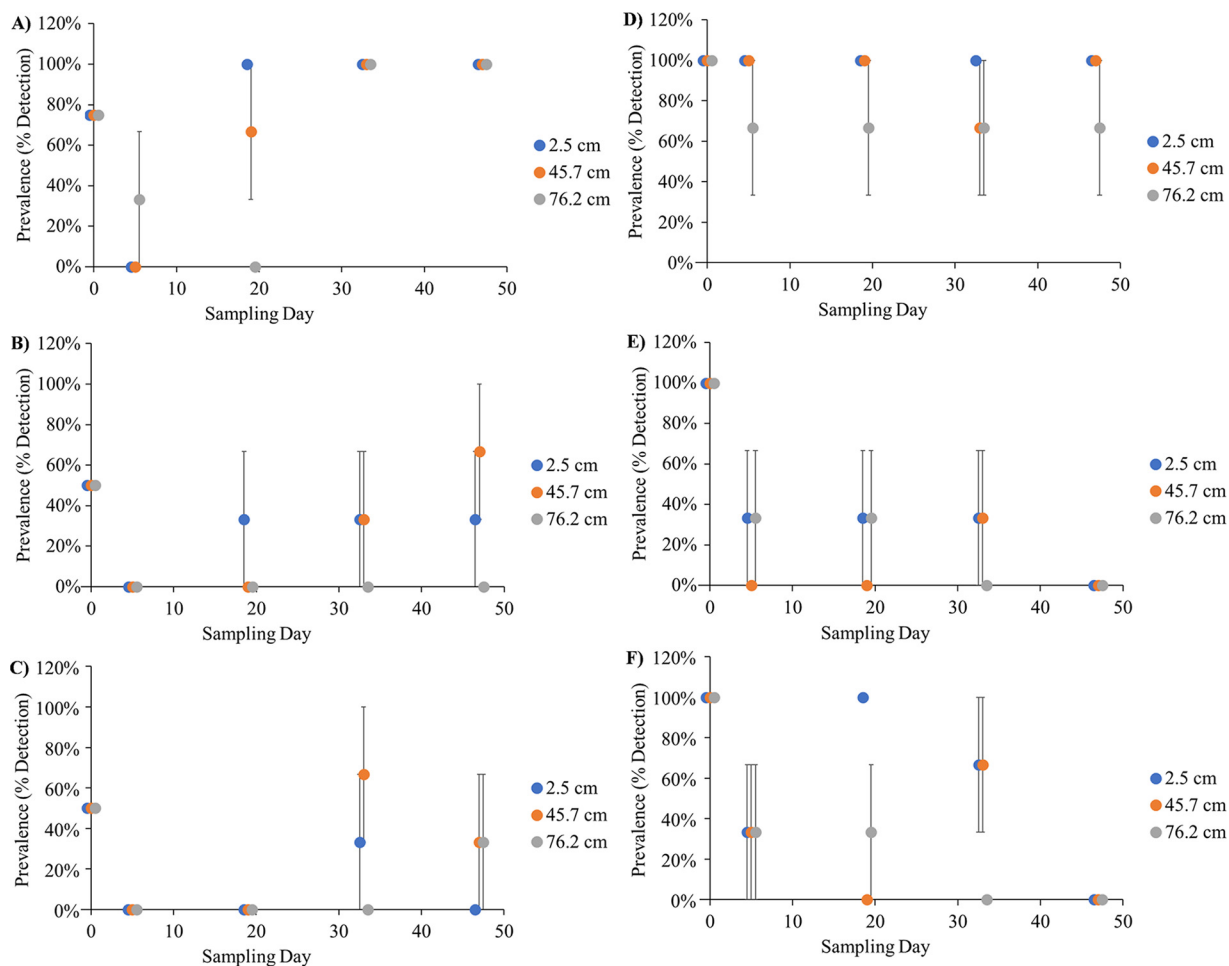 A)
Prevalence (% Detection)
120%
100%
80%
60%
40%
20%
0%
0 10 20 30 40 50
Sampling Day
2.5 cm
45.7 cm
76.2 cm
B)
Prevalence (% Detection)
120%
100%
80%
60%
40%
20%
0%
0 10 20 30 40 50
Sampling Day
2.5 cm
45.7 cm
76.2 cm
C)
Prevalence (% Detection)
120%
100%
80%
60%
40%
20%
0%
0 10 20 30 40 50
Sampling Day
2.5 cm
45.7 cm
76.2 cm
D)
Prevalence (% Detection)
120%
100%
80%
60%
40%
20%
0%
0 10 20 30 40 50
Sampling Day
2.5 cm
45.7 cm
76.2 cm
E)
Prevalence (% Detection)
120%
100%
80%
60%
40%
20%
0%
0 10 20 30 40 50
Sampling Day
2.5 cm
45.7 cm
76.2 cm
F)
Prevalence (% Detection)
120%
100%
80%
60%
40%
20%
0%
0 10 20 30 40 50
Sampling Day
2.5 cm
45.7 cm
76.2 cm